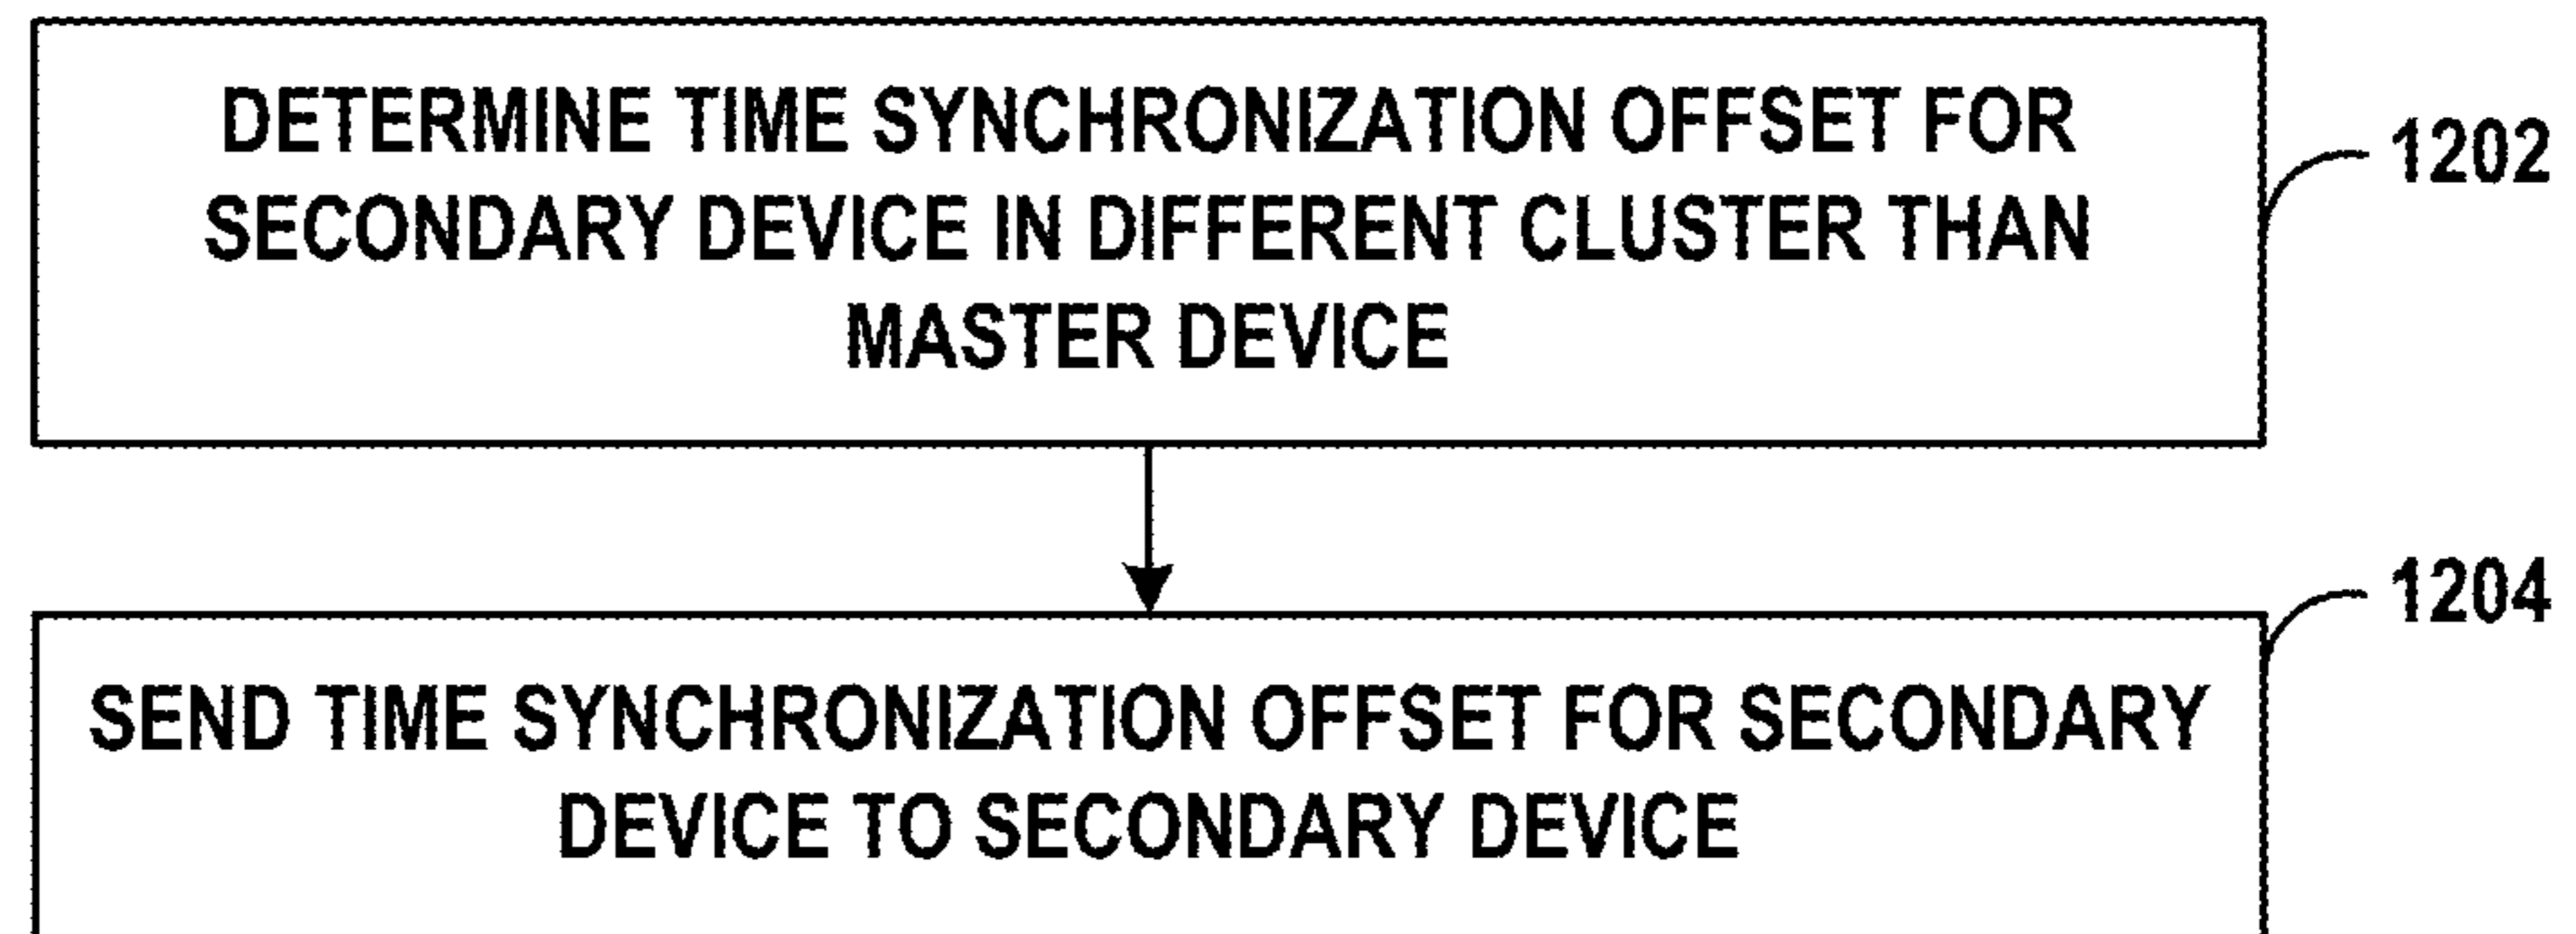 DETERMINE TIME SYNCHRONIZATION OFFSET FOR
SECONDARY DEVICE IN DIFFERENT CLUSTER THAN
MASTER DEVICE
1202
SEND TIME SYNCHRONIZATION OFFSET FOR SECONDARY
DEVICE TO SECONDARY DEVICE
1204